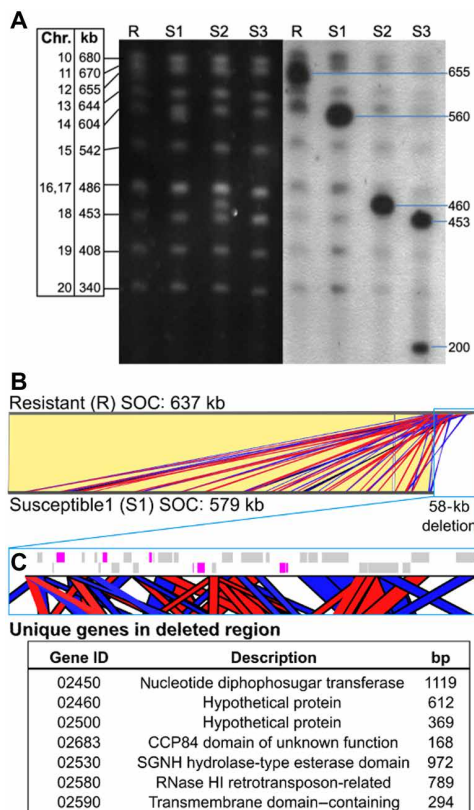 A
Chr. kb
R S1 S2 S3 R S1 S2 S3
10 680
11 670
12 655
13 644
14 604
15 542
16,17 486
18 453
19 408
20 340
655
560
460
453
200
B
Resistant (R) SOC: 637 kb
Susceptible1 (S1) SOC: 579 kb
58-kb
deletion
C
Unique genes in deleted region
Gene ID Description bp
02450 Nucleotide diphophosugar transferase 1119
02460 Hypothetical protein 612
02500 Hypothetical protein 369
02683 CCP84 domain of unknown function 168
02530 SGNH hydrolase-type esterase domain 972
02580 RNase HI retrotransposon-related 789
02590 Transmembrane domain–containing 294